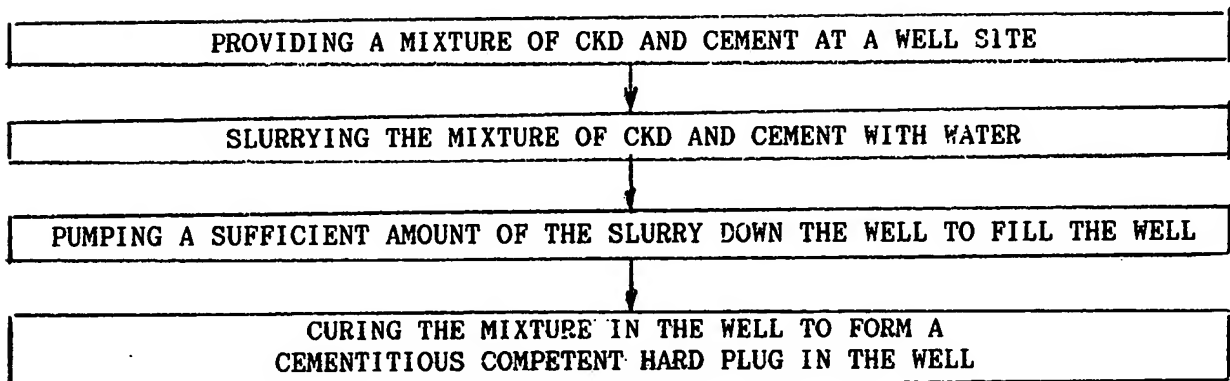 PROVIDING A MIXTURE OF CKD AND CEMENT AT A WELL SITE
SLURRYING THE MIXTURE OF CKD AND CEMENT WITH WATER
PUMPING A SUFFICIENT AMOUNT OF THE SLURRY DOWN THE WELL TO FILL THE WELL
CURING THE MIXTURE IN THE WELL TO FORM A
CEMENTITIOUS COMPETENT HARD PLUG IN THE WELL